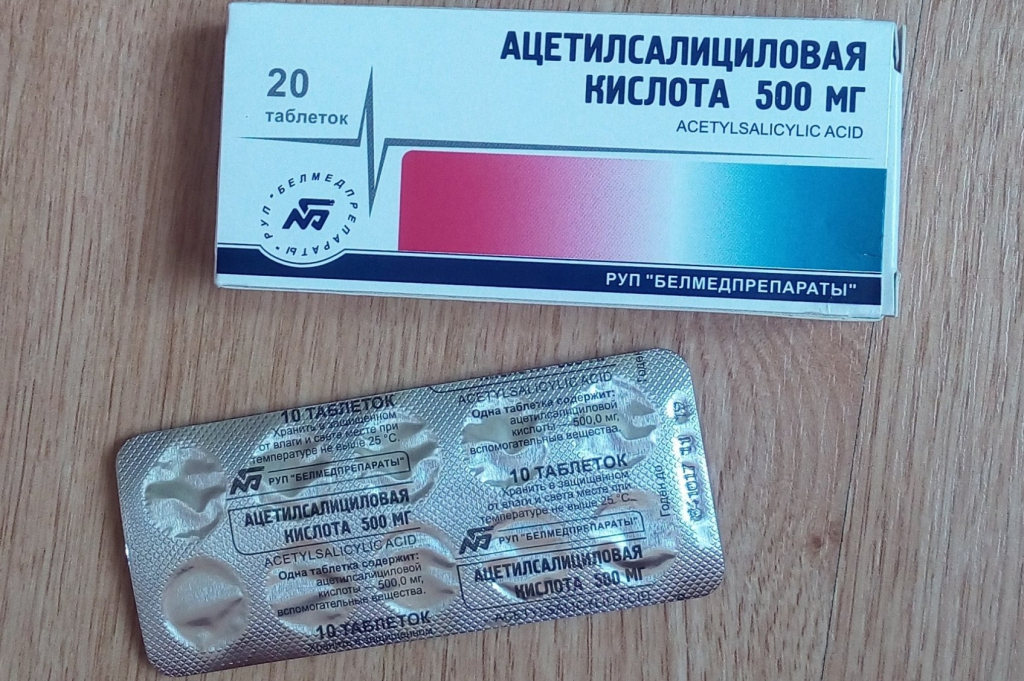 АЦЕТИЛСАЛИЦИЛОВАЯ
КИСЛОТА 500 МГ
ACETYLSALICYLIC ACID
20
таблеток
РУП • БЕЛМЕДПРЕПАРАТЫ •
РУП "БЕЛМЕДПРЕПАРАТЫ"
10 ТАБЛЕТОК
Хранить в защищенном
от влаги и света месте при
температуре не выше 25 °C.
РУП "БЕЛМЕДПРЕПАРАТЫ"
АЦЕТИЛСАЛИЦИЛОВАЯ
КИСЛОТА 500 МГ
ACETYLSALICYLIC ACID
Одна таблетка содержит:
ацетилсалициловой
кислоты 500,0 мг,
вспомогательные вещества.
10 ТАБЛЕТОК
Хранить в защищенном
ACETYLSALICYLIC ACID
Одна таблетка содержит:
ацетилсалициловой
кислоты 500,0 мг,
вспомогательные вещества.
10 ТАБЛЕТОК
Хранить в защищенном
от влаги и света месте при
температуре не выше 25 °C.
РУП "БЕЛМЕДПРЕПАРАТЫ"
АЦЕТИЛСАЛИЦИЛОВАЯ
КИСЛОТА 500 МГ
Годен до